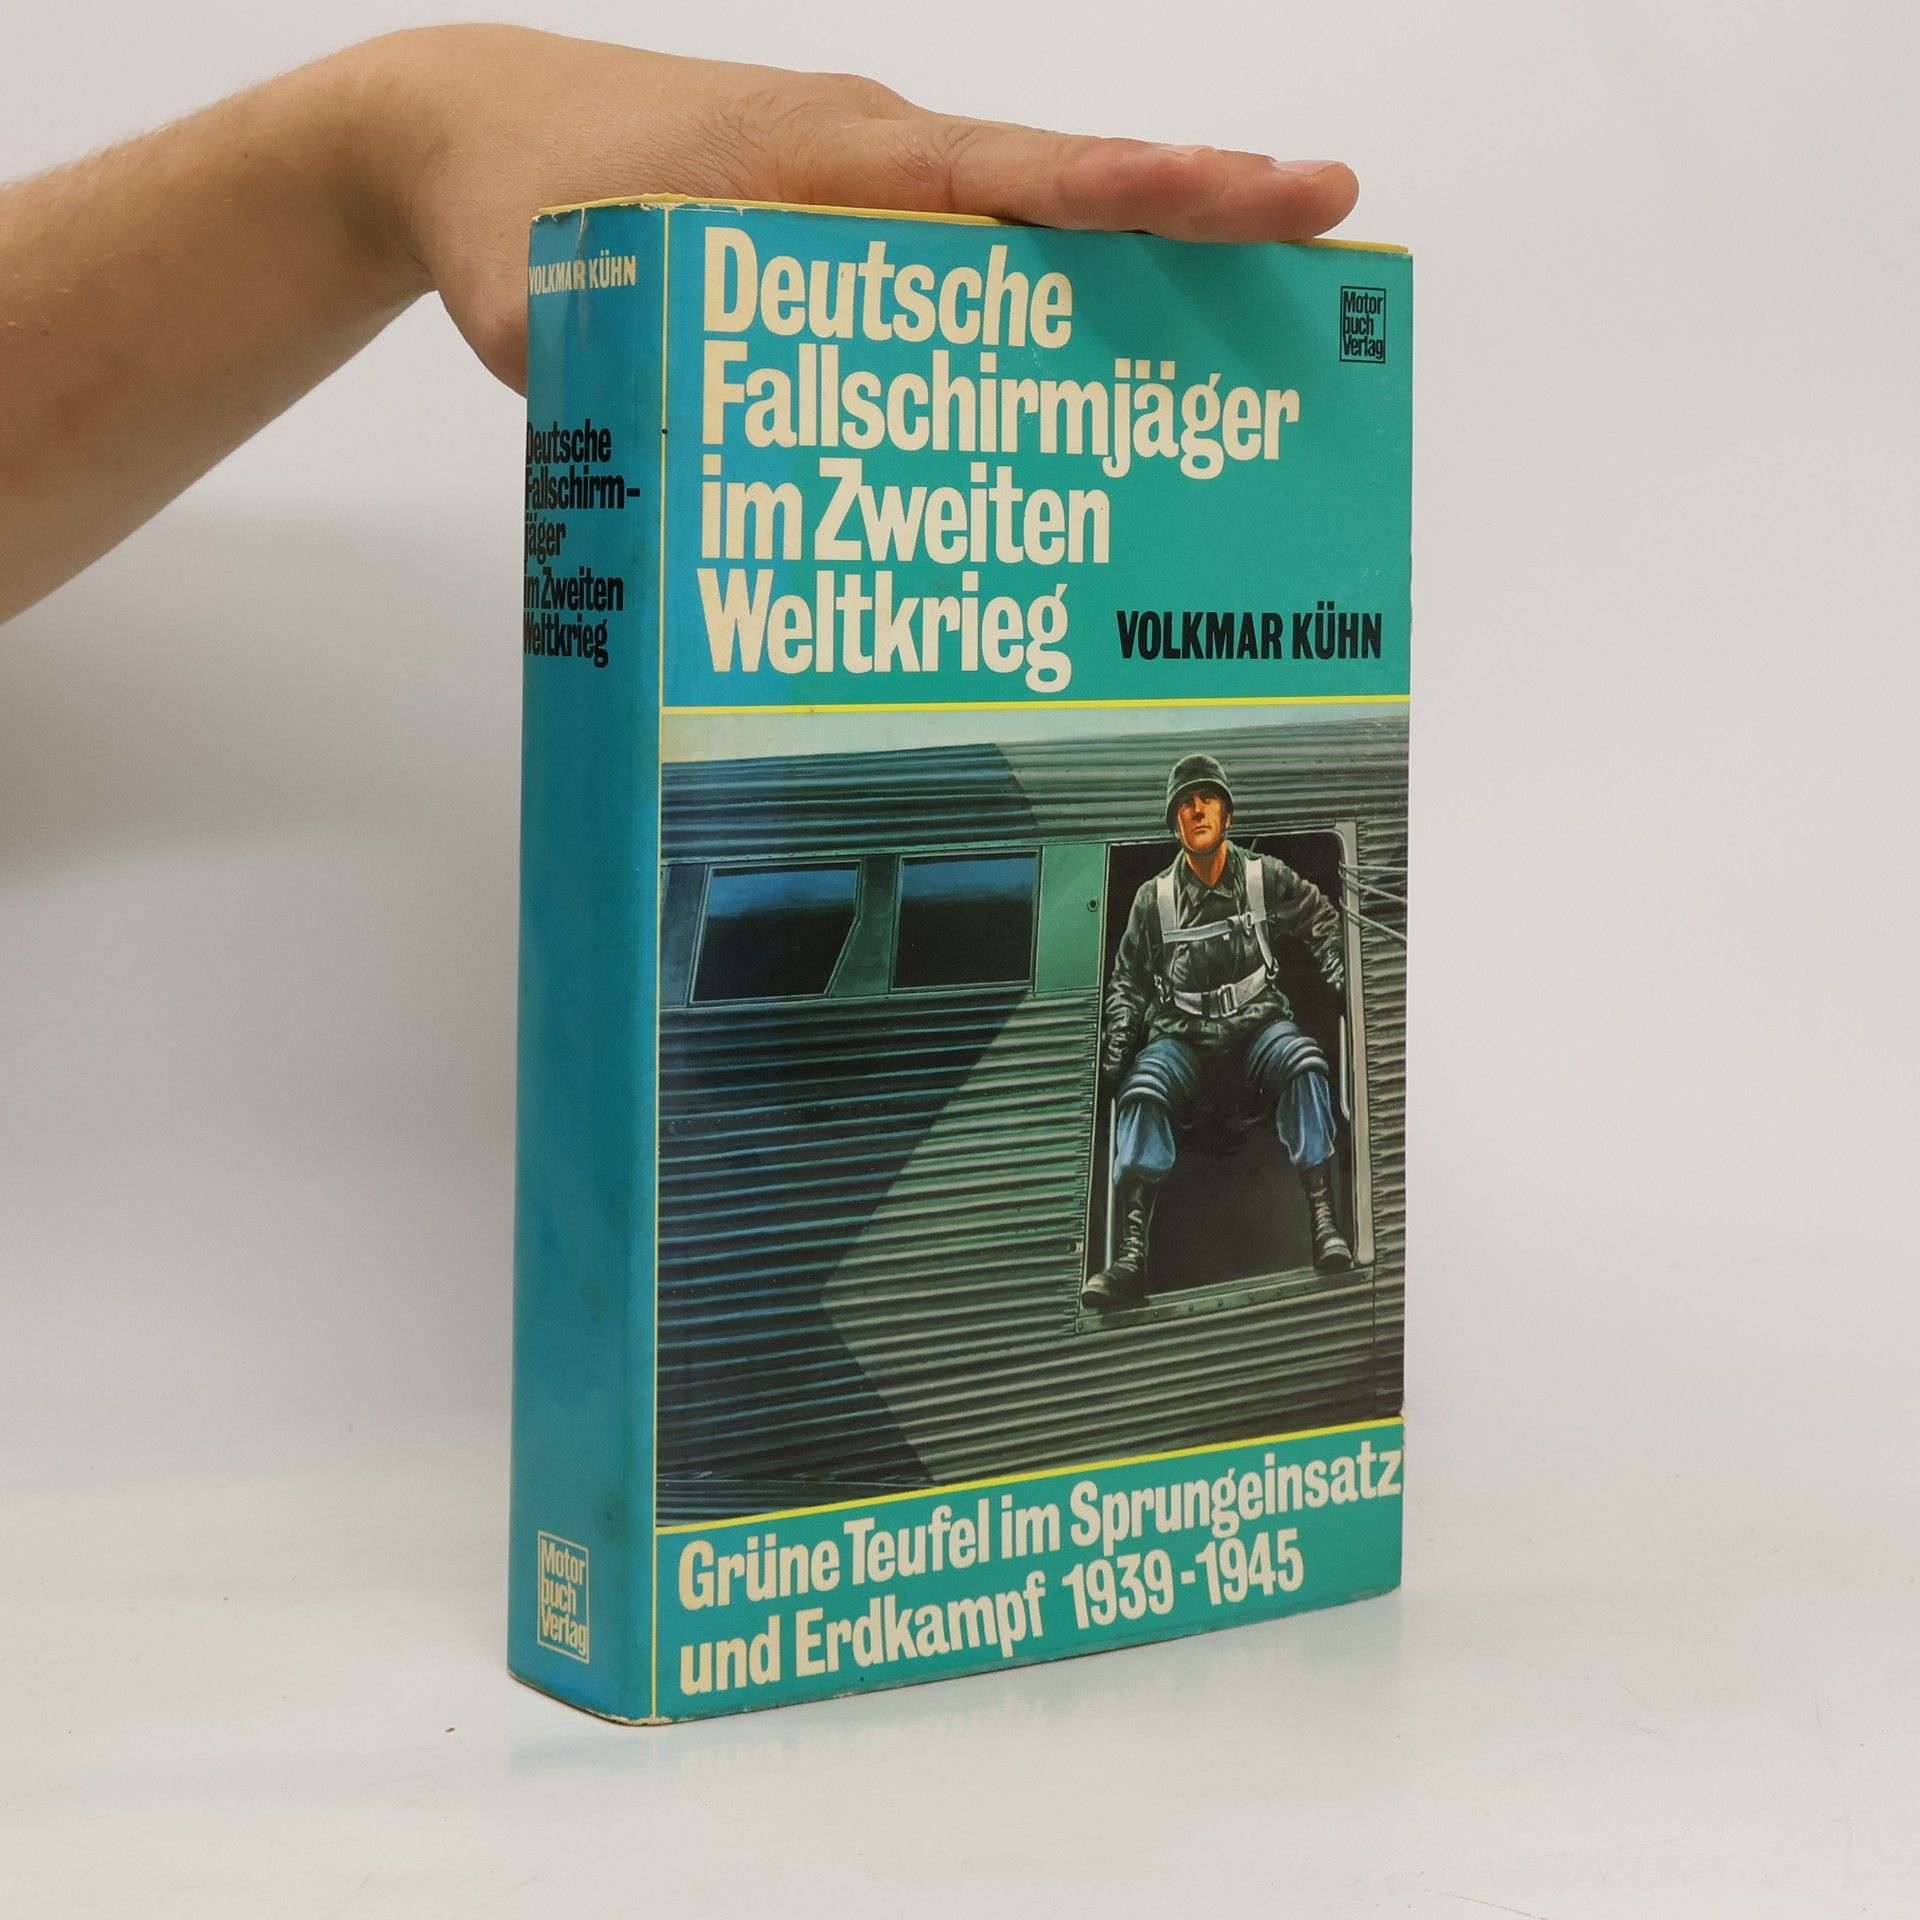 VOLKMAR KÜHN
Deutsche
Fallschirm-
jäger
im Zweiten
Weltkrieg
Motor
buch
Verlag
Deutsche
Fallschirmjäger
im Zweiten
Weltkrieg
VOLKMAR KÜHN
Motor
buch
Verlag
Grüne Teufel im Sprungeinsatz
und Erdkampf 1939-1945